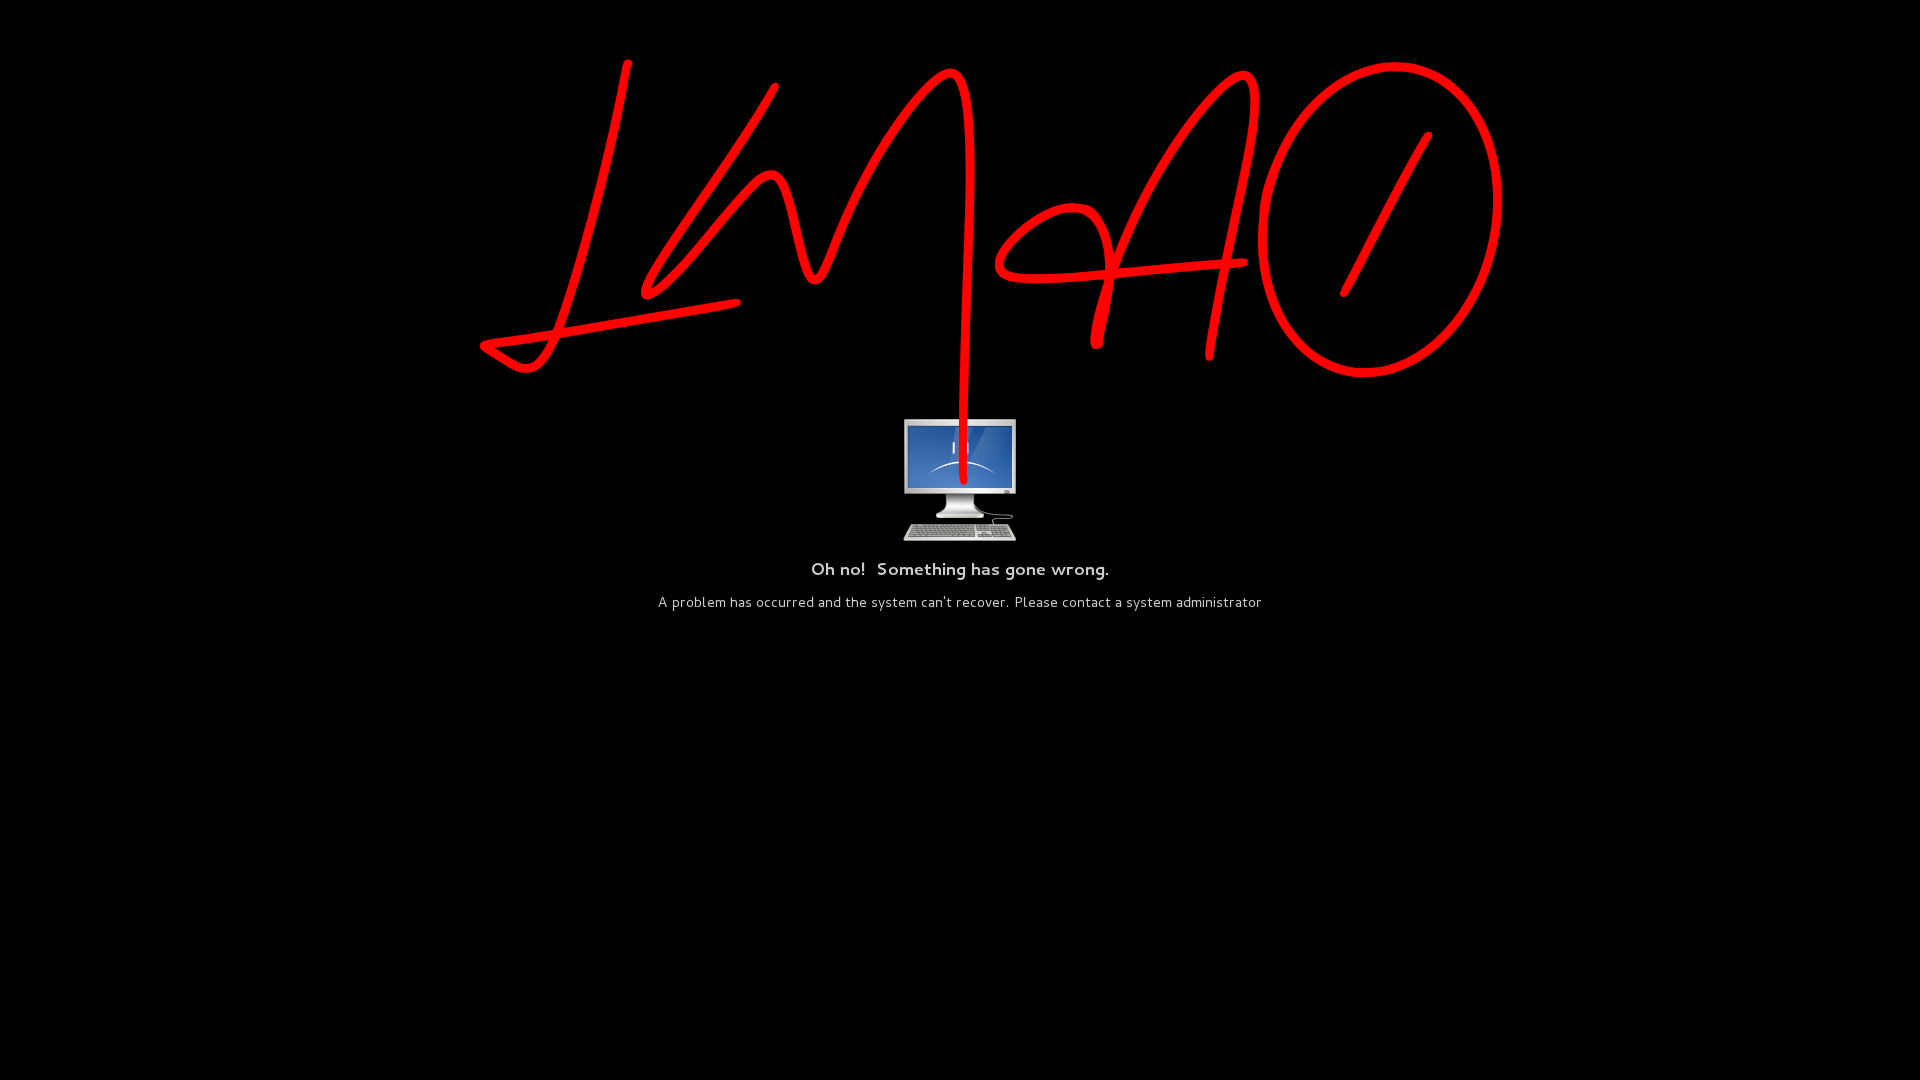 LMAO
Oh no!  Something has gone wrong.
A problem has occurred and the system can't recover. Please contact a system administrator